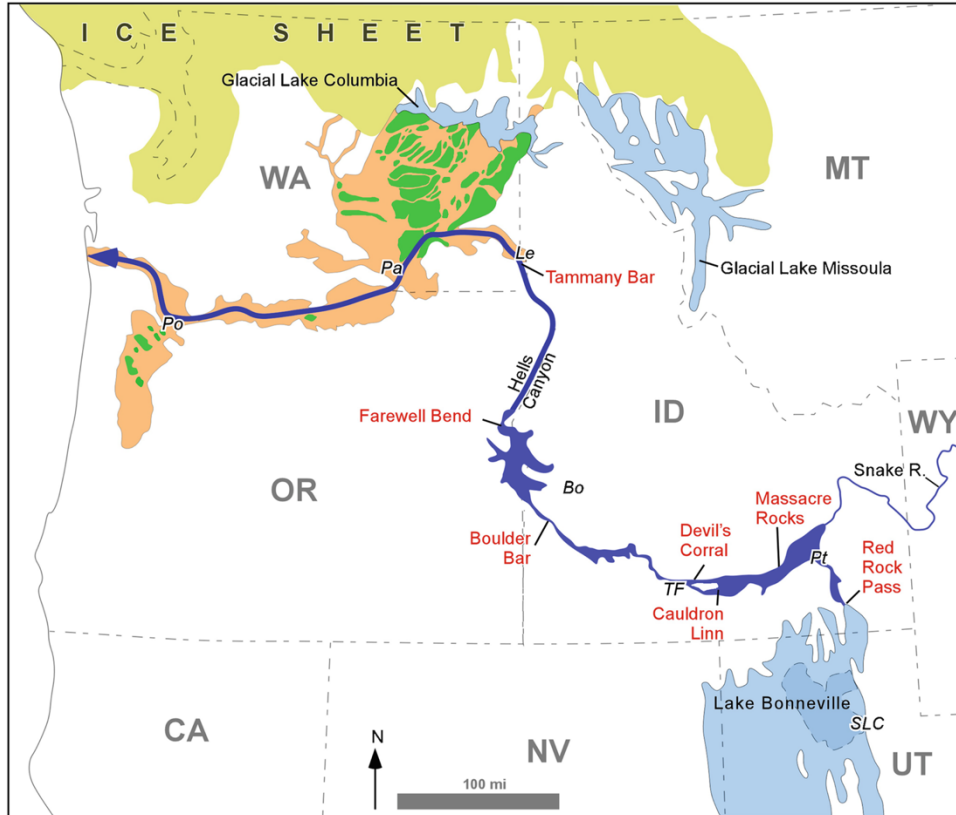 ICE SHEET
Glacial Lake Columbia
WA
MT
Le
Pa
Tammany Bar
Glacial Lake Missoula
Po
Hells
Canyon
ID
WY
Farewell Bend
Snake R.
OR
Bo
Massacre
Rocks
Boulder
Bar
Devil's
Corral
Pt
Red
Rock
Pass
TF
Cauldron
Linn
Lake Bonneville
SLC
CA
N
NV
UT
100 mi